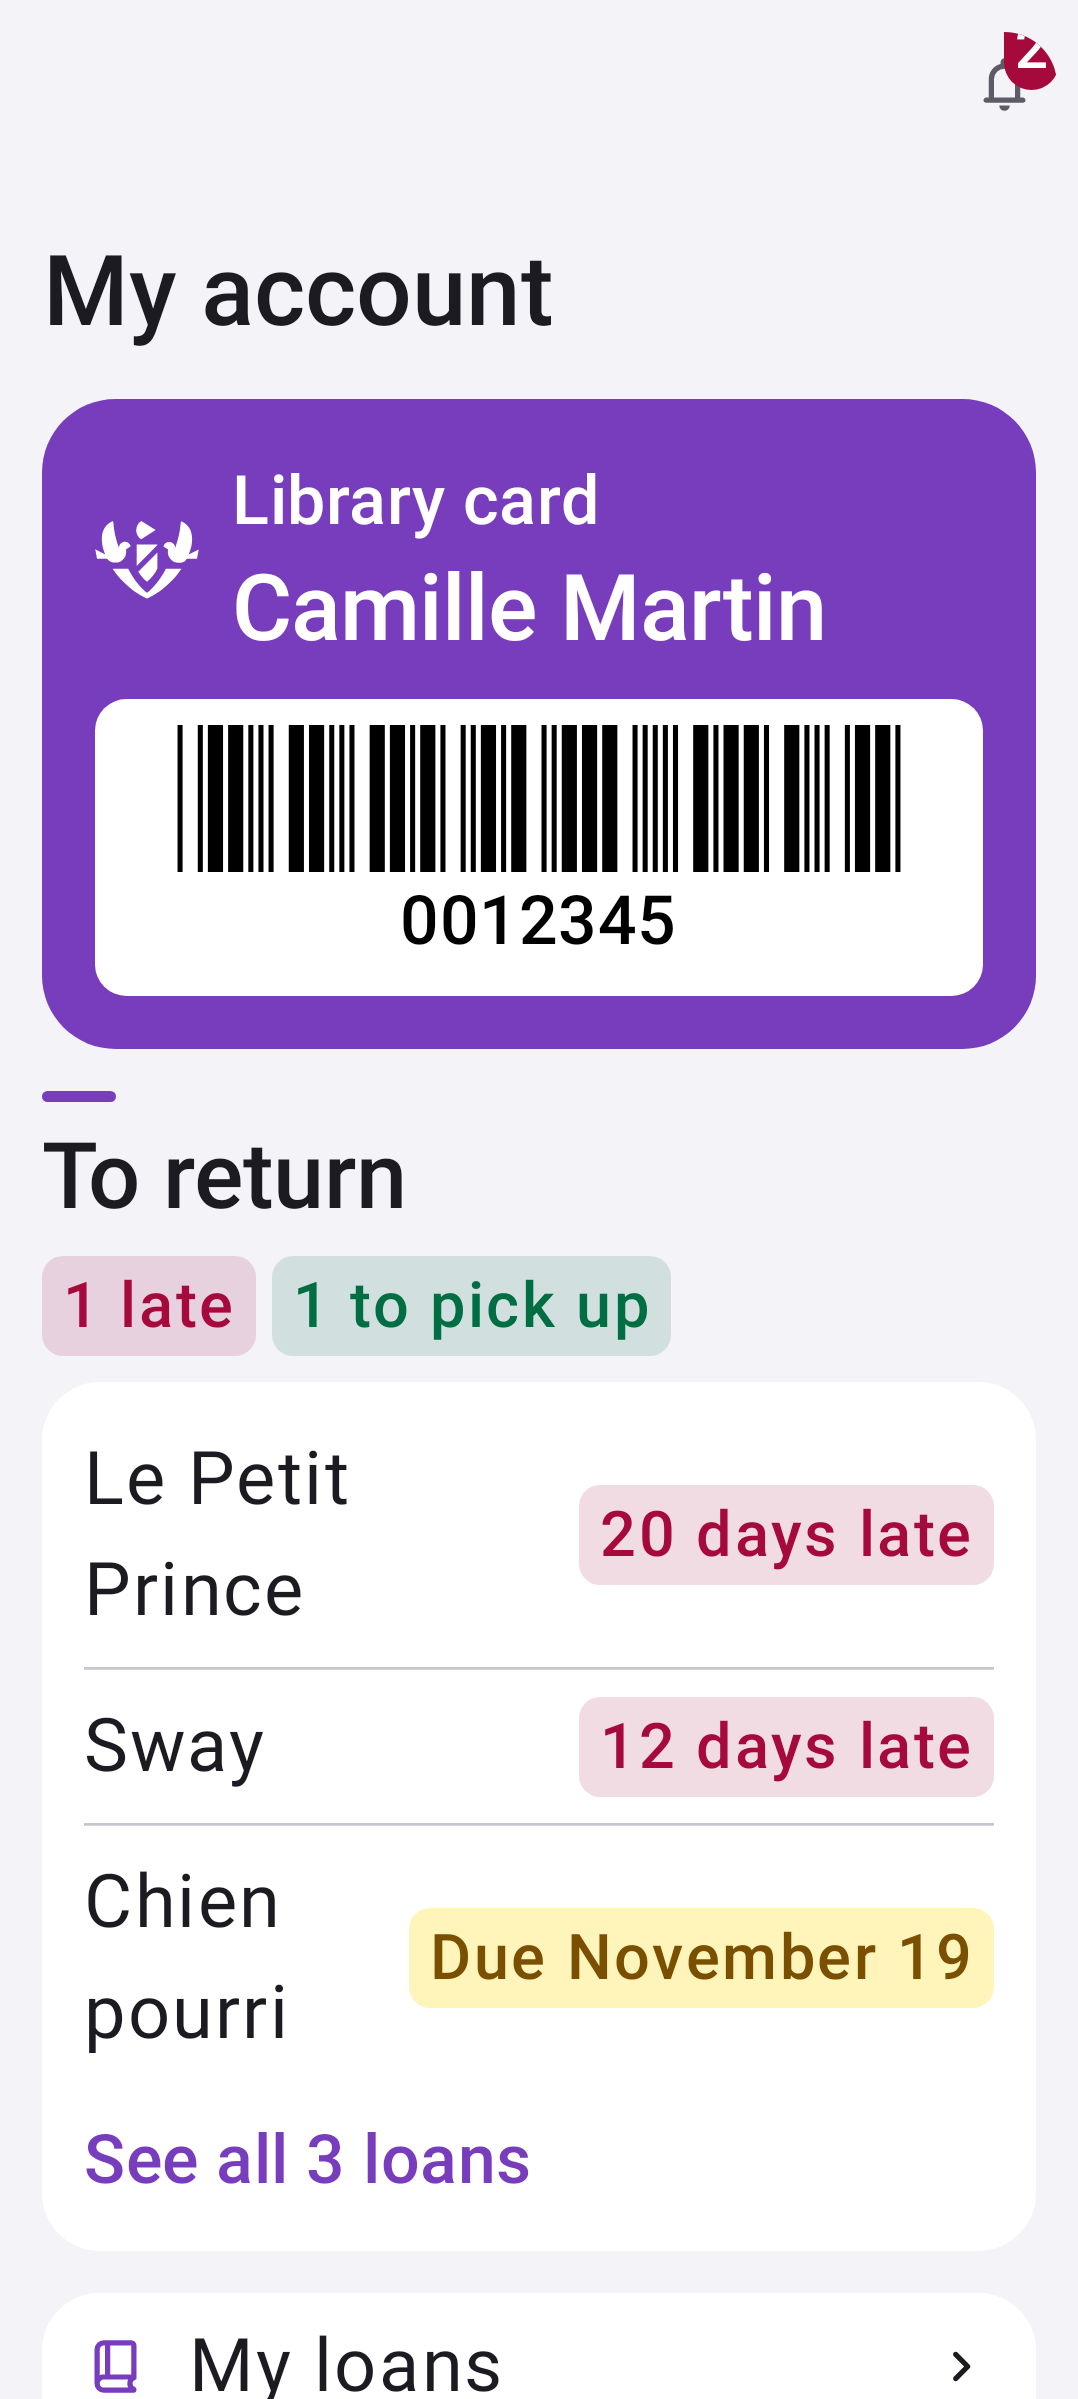 2
My account
Library card
Camille Martin
0012345
To return
1 late
1 to pick up
Le Petit
Prince
20 days late
Sway
12 days late
Chien
pourri
Due November 19
See all 3 loans
My loans